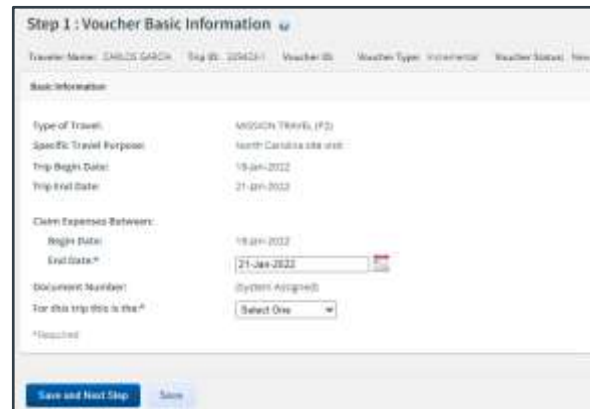 Step 1 : Voucher Basic Information
Traveler Name: CARLOS GARCIA Trip ID: Voucher ID: Voucher Type: Incremental Voucher Status: New
Basic Information
Type of Travel: MISSION TRAVEL (P2)
Specific Travel Purpose: North Carolina site visit
Trip Begin Date: 19-Jan-2022
Trip End Date: 21-Jan-2022
Claim Expenses Between:
Begin Date: 19-Jan-2022
End Date:* 21-Jan-2022
Document Number: (System Assigned)
For this trip this is the:* Select One
*Required
Save and Next Step Save